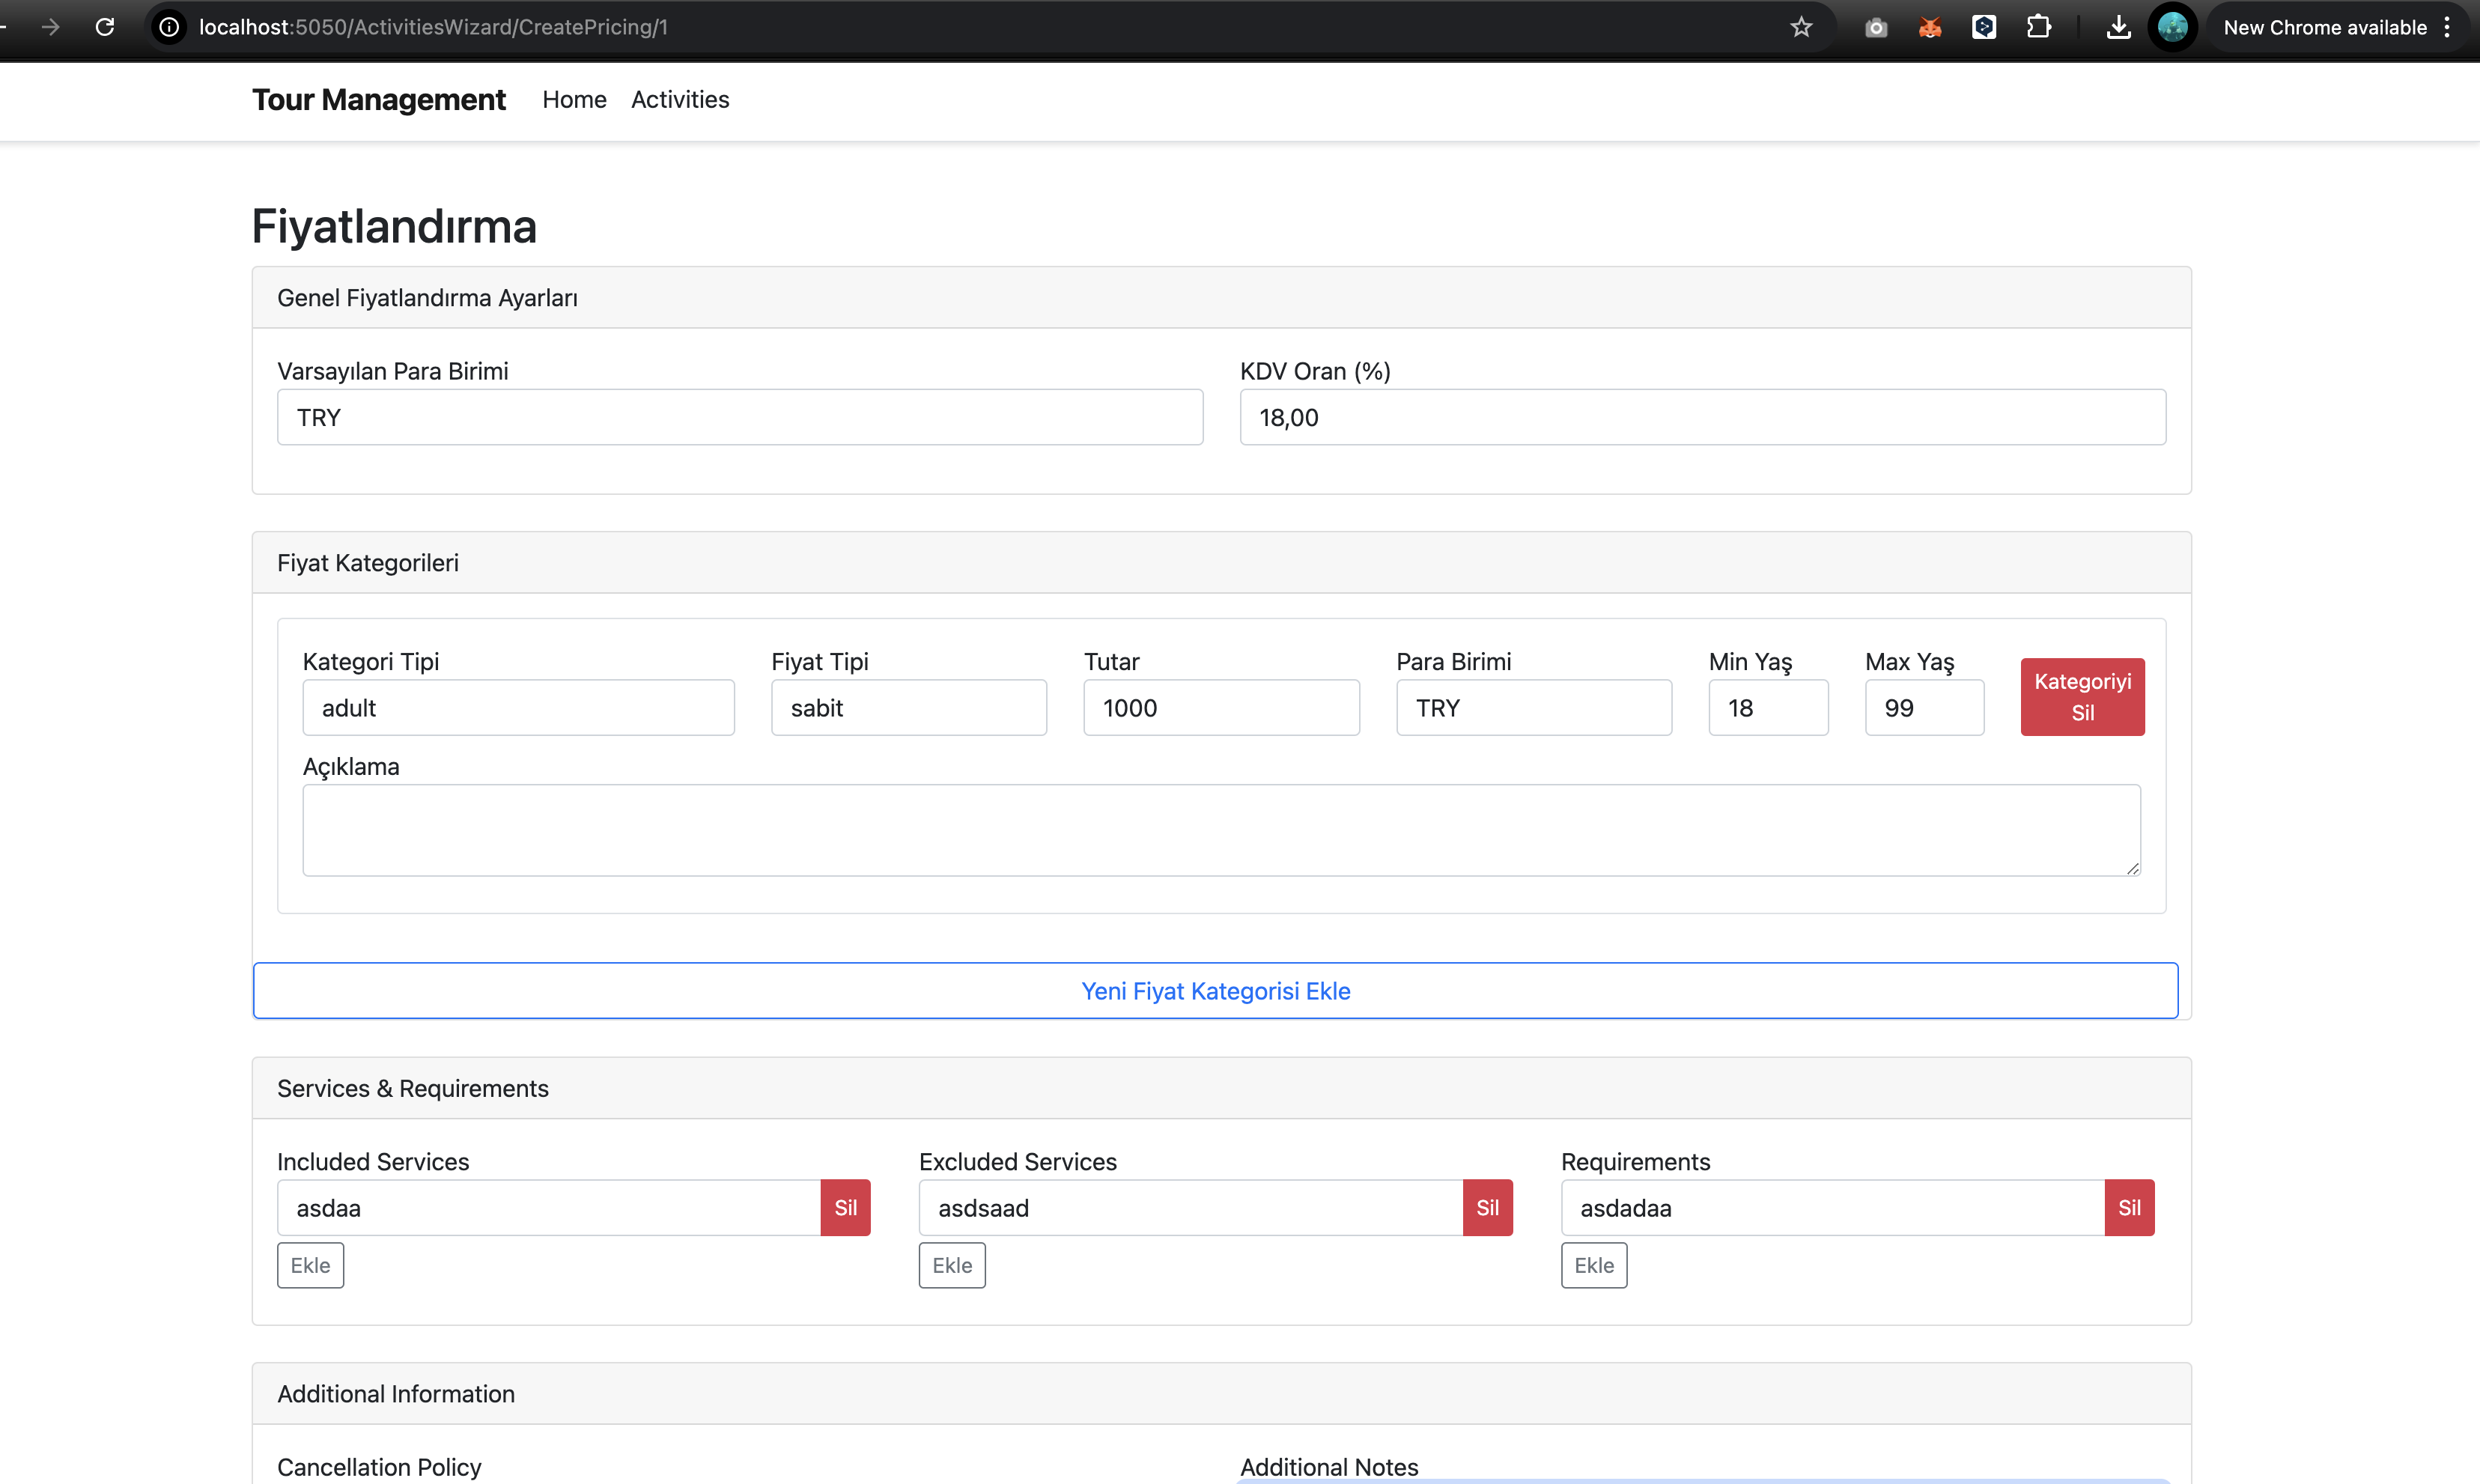 localhost:5050/ActivitiesWizard/CreatePricing/1
New Chrome available
Tour Management Home Activities
Fiyatlandırma
Genel Fiyatlandırma Ayarları
Varsayılan Para Birimi KDV Oran (%)
TRY 18,00
Fiyat Kategorileri
Kategori Tipi Fiyat Tipi Tutar Para Birimi Min Yaş Max Yaş
adult sabit 1000 TRY 18 99
Kategoriyi
Sil
Açıklama
Yeni Fiyat Kategorisi Ekle
Services & Requirements
Included Services Excluded Services Requirements
asdaa Sil asdsaad Sil asdadaa Sil
Ekle Ekle Ekle
Additional Information
Cancellation Policy Additional Notes